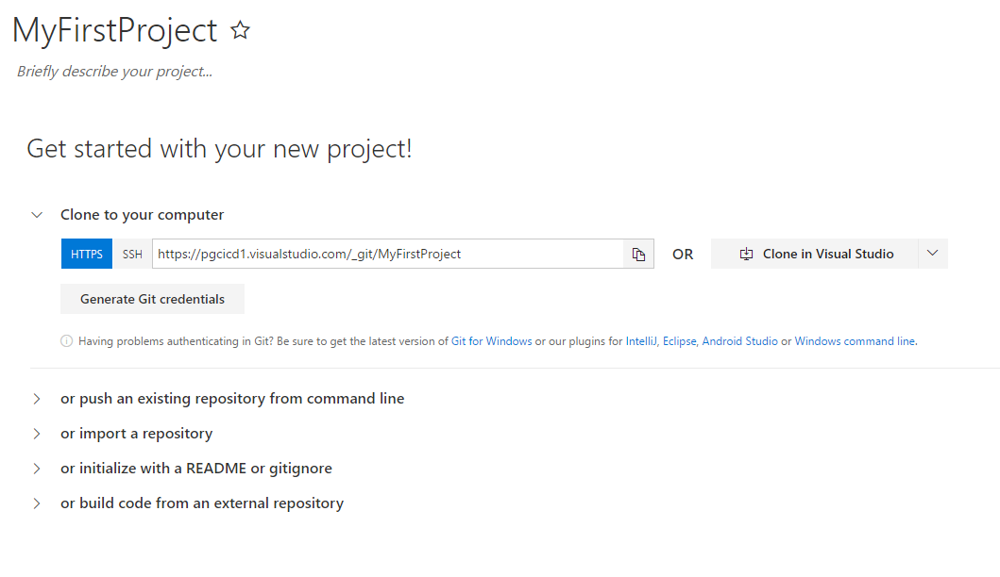 MyFirstProject
Briefly describe your project...
Get started with your new project!
Clone to your computer
HTTPS SSH https://pgcicd1.visualstudio.com/_git/MyFirstProject OR Clone in Visual Studio
Generate Git credentials
Having problems authenticating in Git? Be sure to get the latest version of Git for Windows or our plugins for IntelliJ, Eclipse, Android Studio or Windows command line.
or push an existing repository from command line
or import a repository
or initialize with a README or gitignore
or build code from an external repository